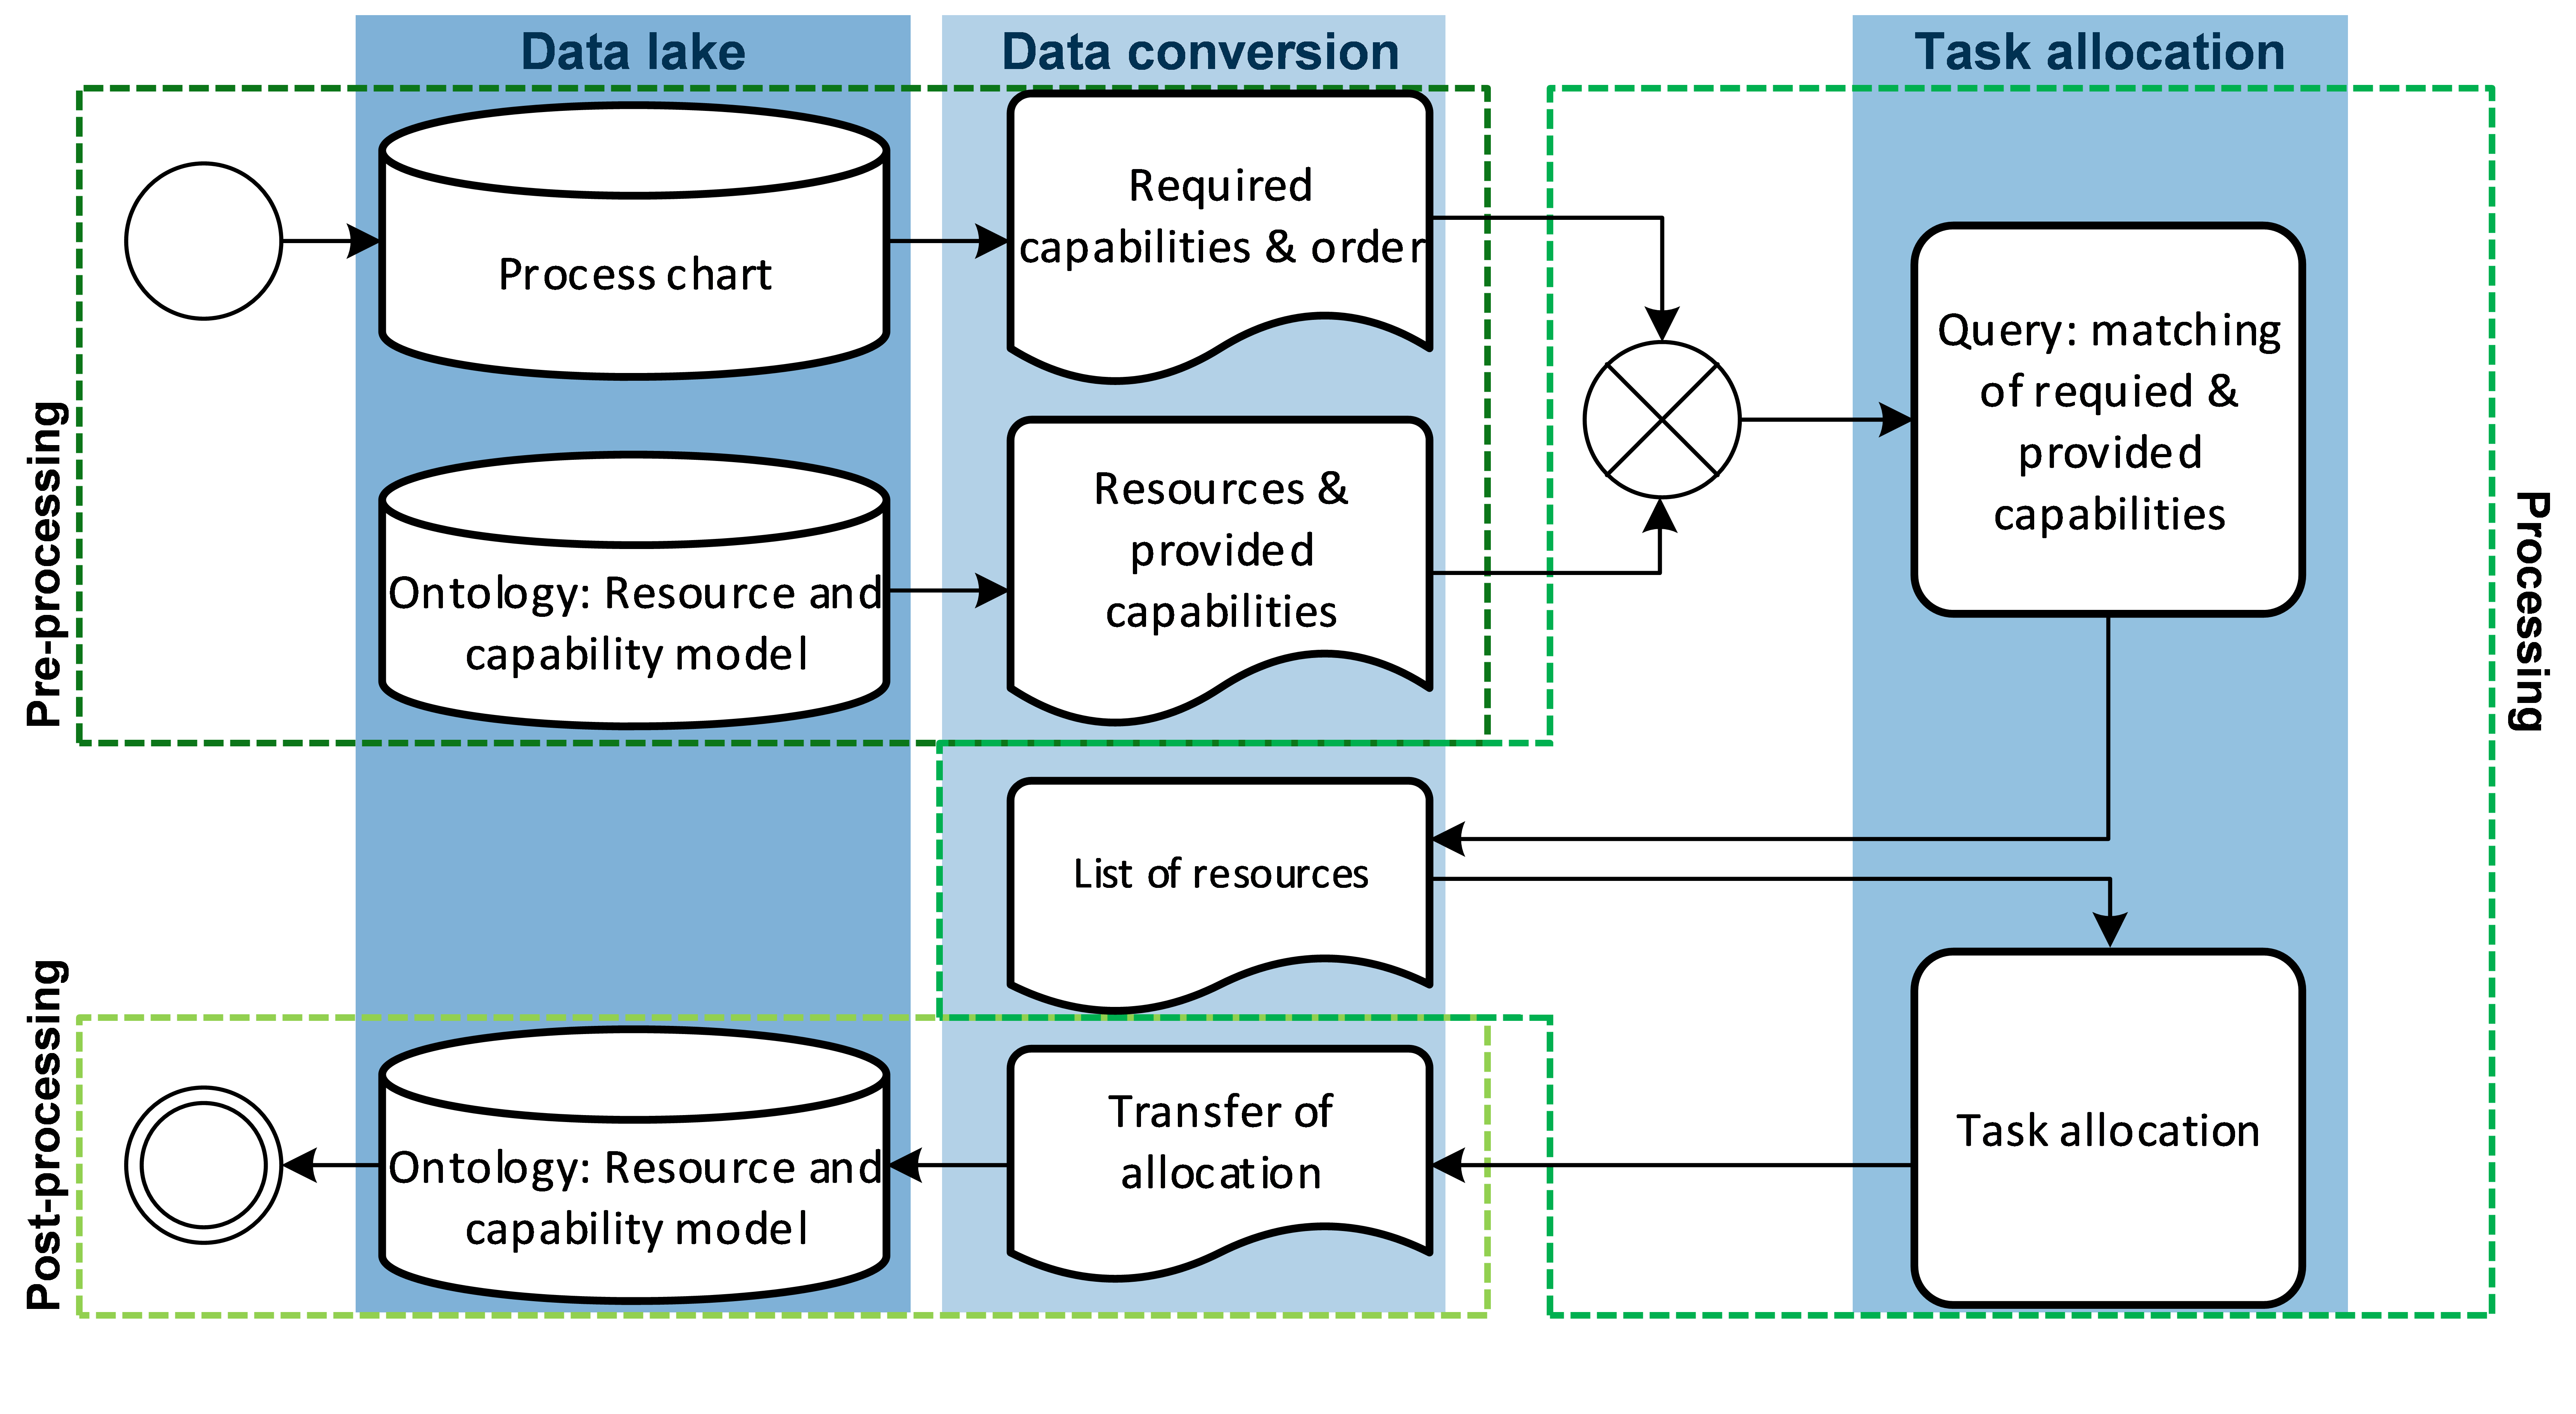 Data lake
Data conversion
Task allocation
Pre-processing
Process chart
Required
capabilities & order
Ontology: Resource and
capability model
Resources &
provided
capabilities
Query: matching
of requied &
provided
capabilities
Processing
List of resources
Post-processing
Ontology: Resource and
capability model
Transfer of
allocation
Task allocation